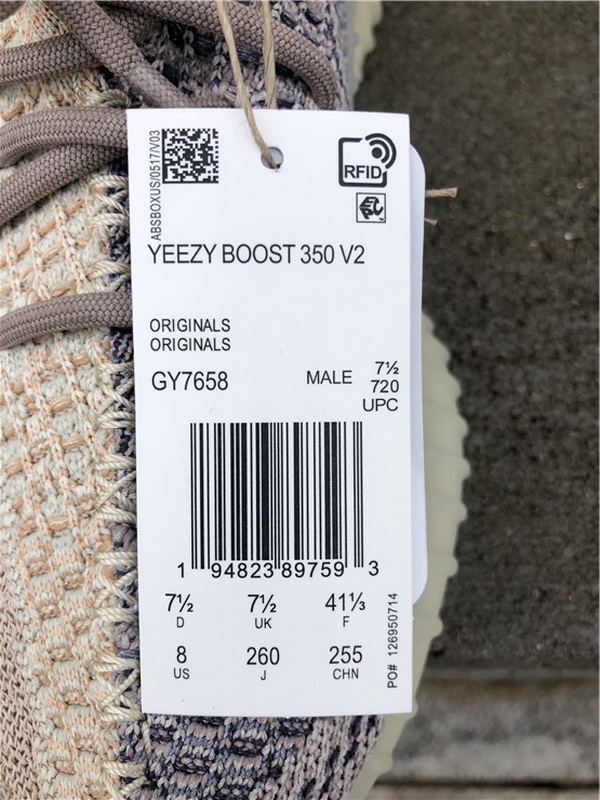 ABSBOXUS/0517/V03
RFID
EPC
YEEZY BOOST 350 V2
ORIGINALS
ORIGINALS
GY7658 MALE 7½
720
UPC
1 94823 89759 3
7½ 7½ 41⅓
D UK F
8 260 255
US J CHN
PO# 126950714